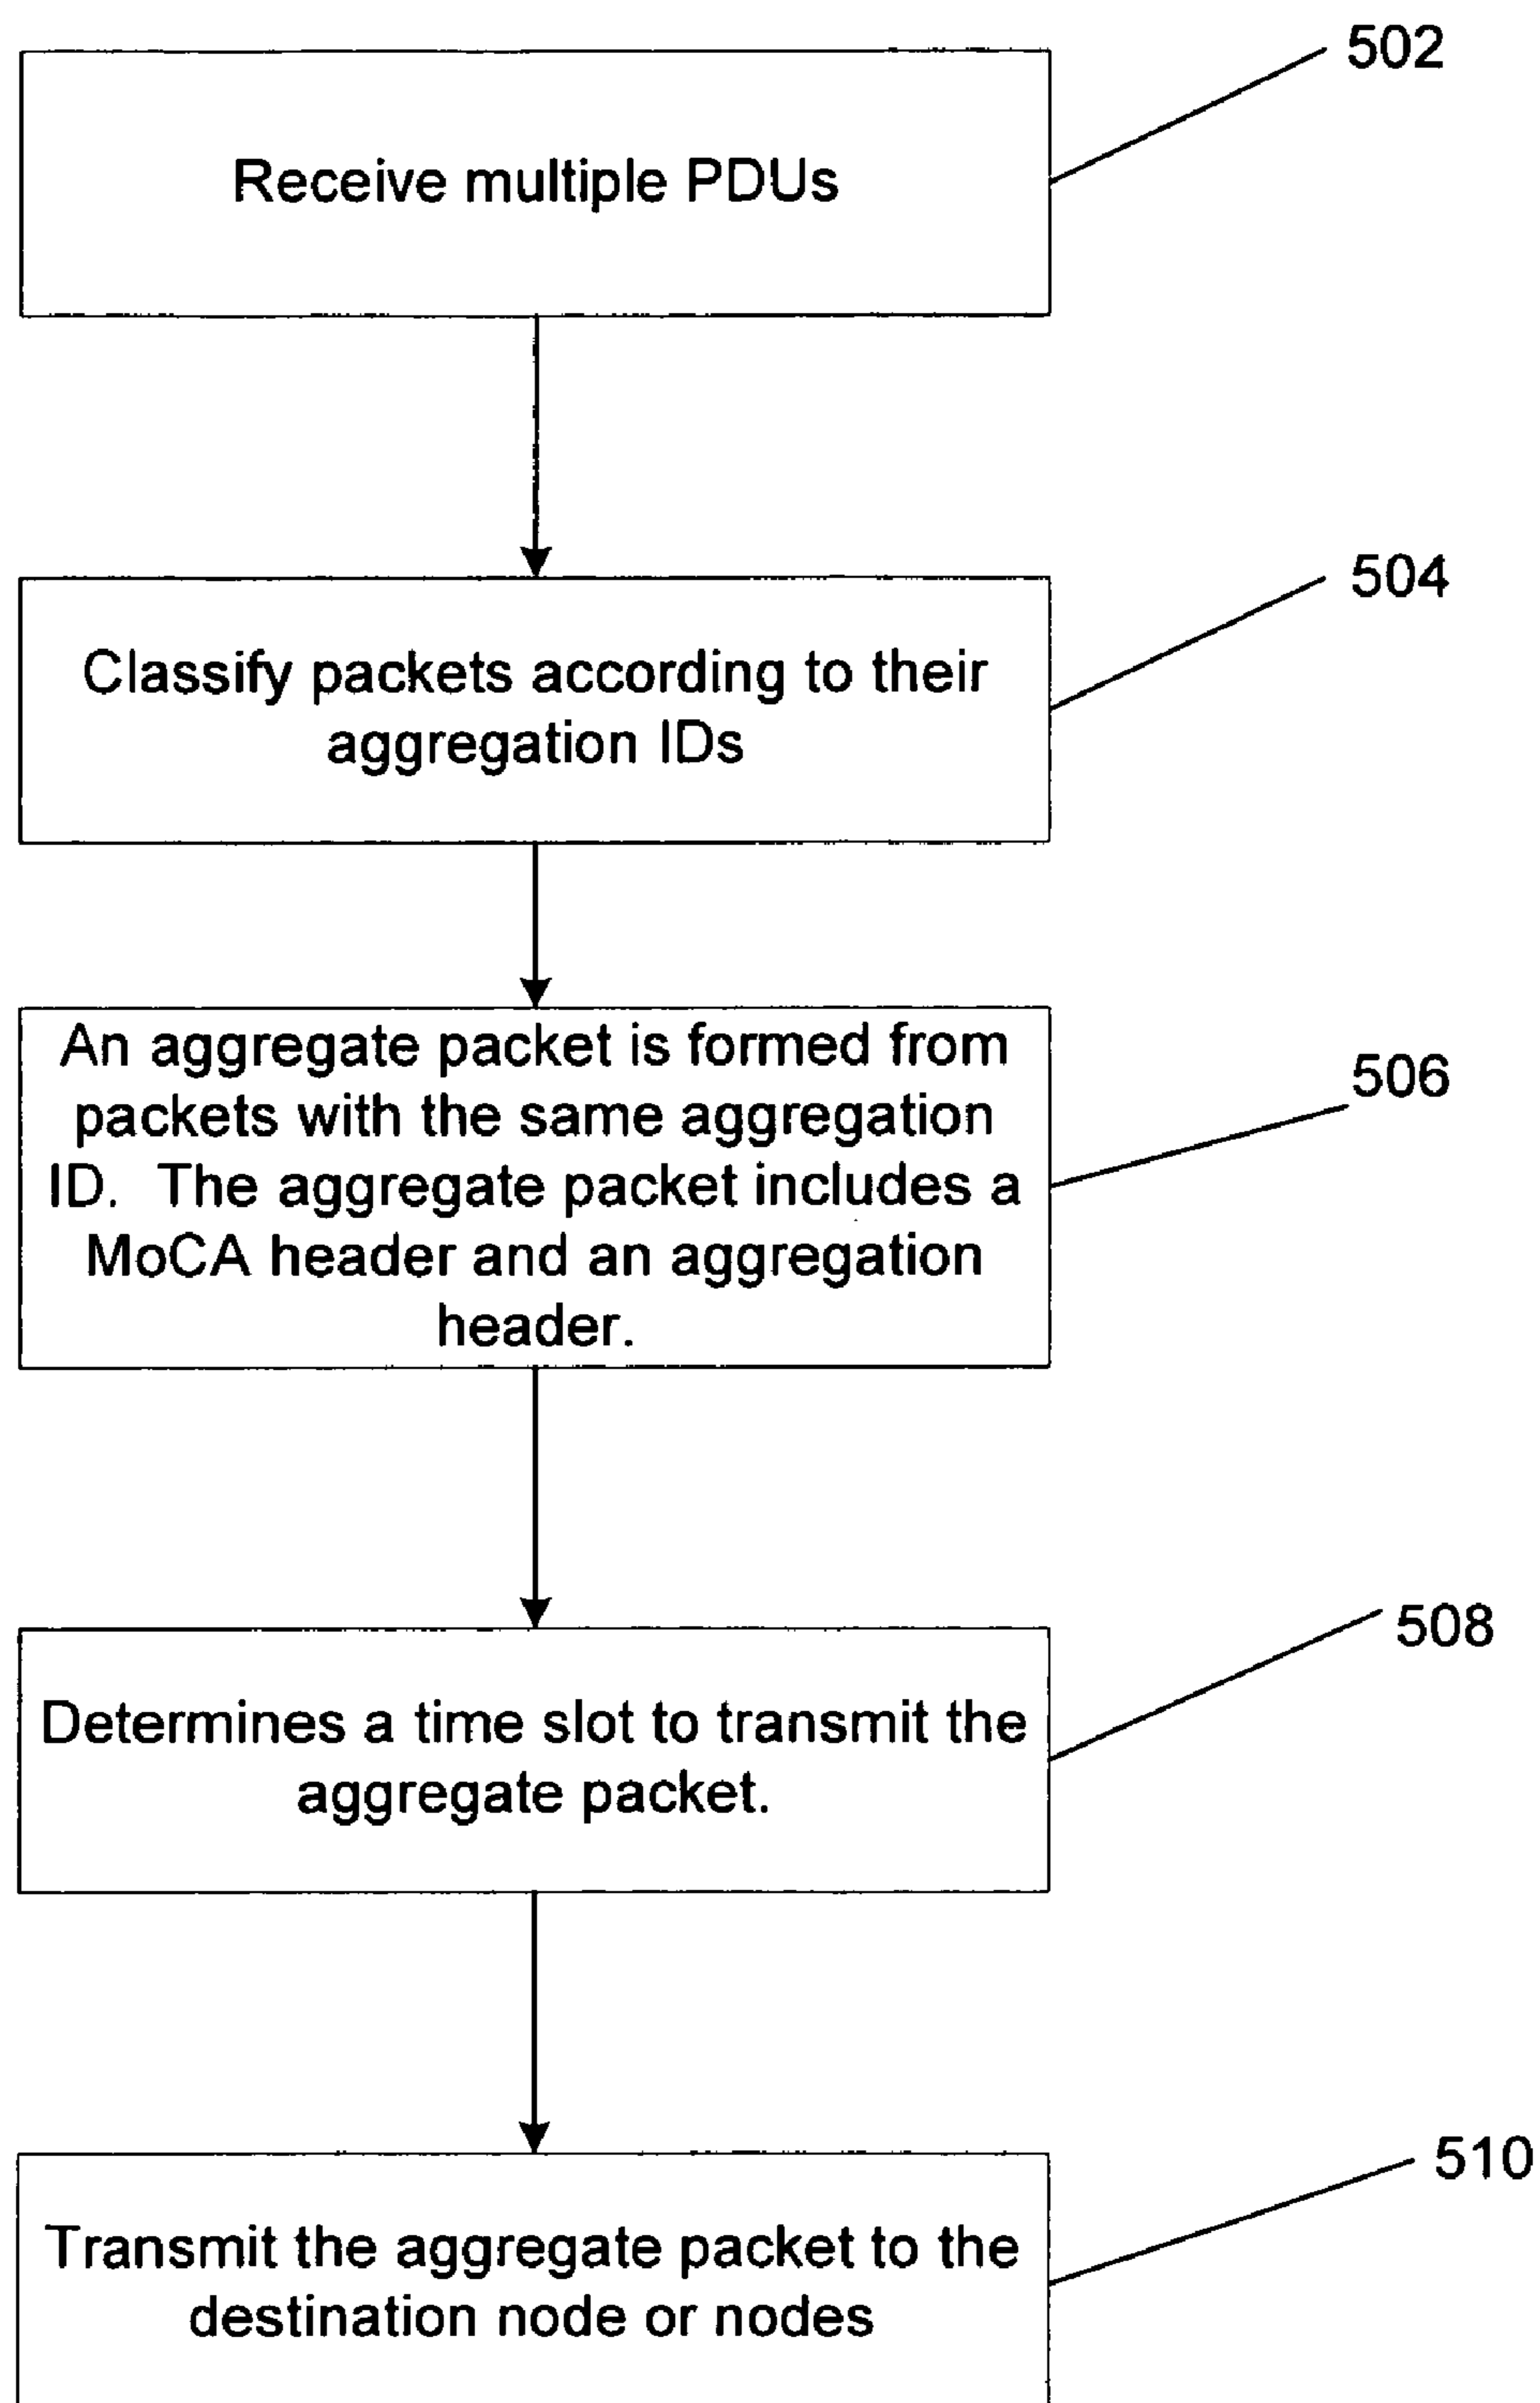 502
Receive multiple PDUs
504
Classify packets according to their
aggregation IDs
506
An aggregate packet is formed from
packets with the same aggregation
ID.  The aggregate packet includes a
MoCA header and an aggregation
header.
508
Determines a time slot to transmit the
aggregate packet.
510
Transmit the aggregate packet to the
destination node or nodes